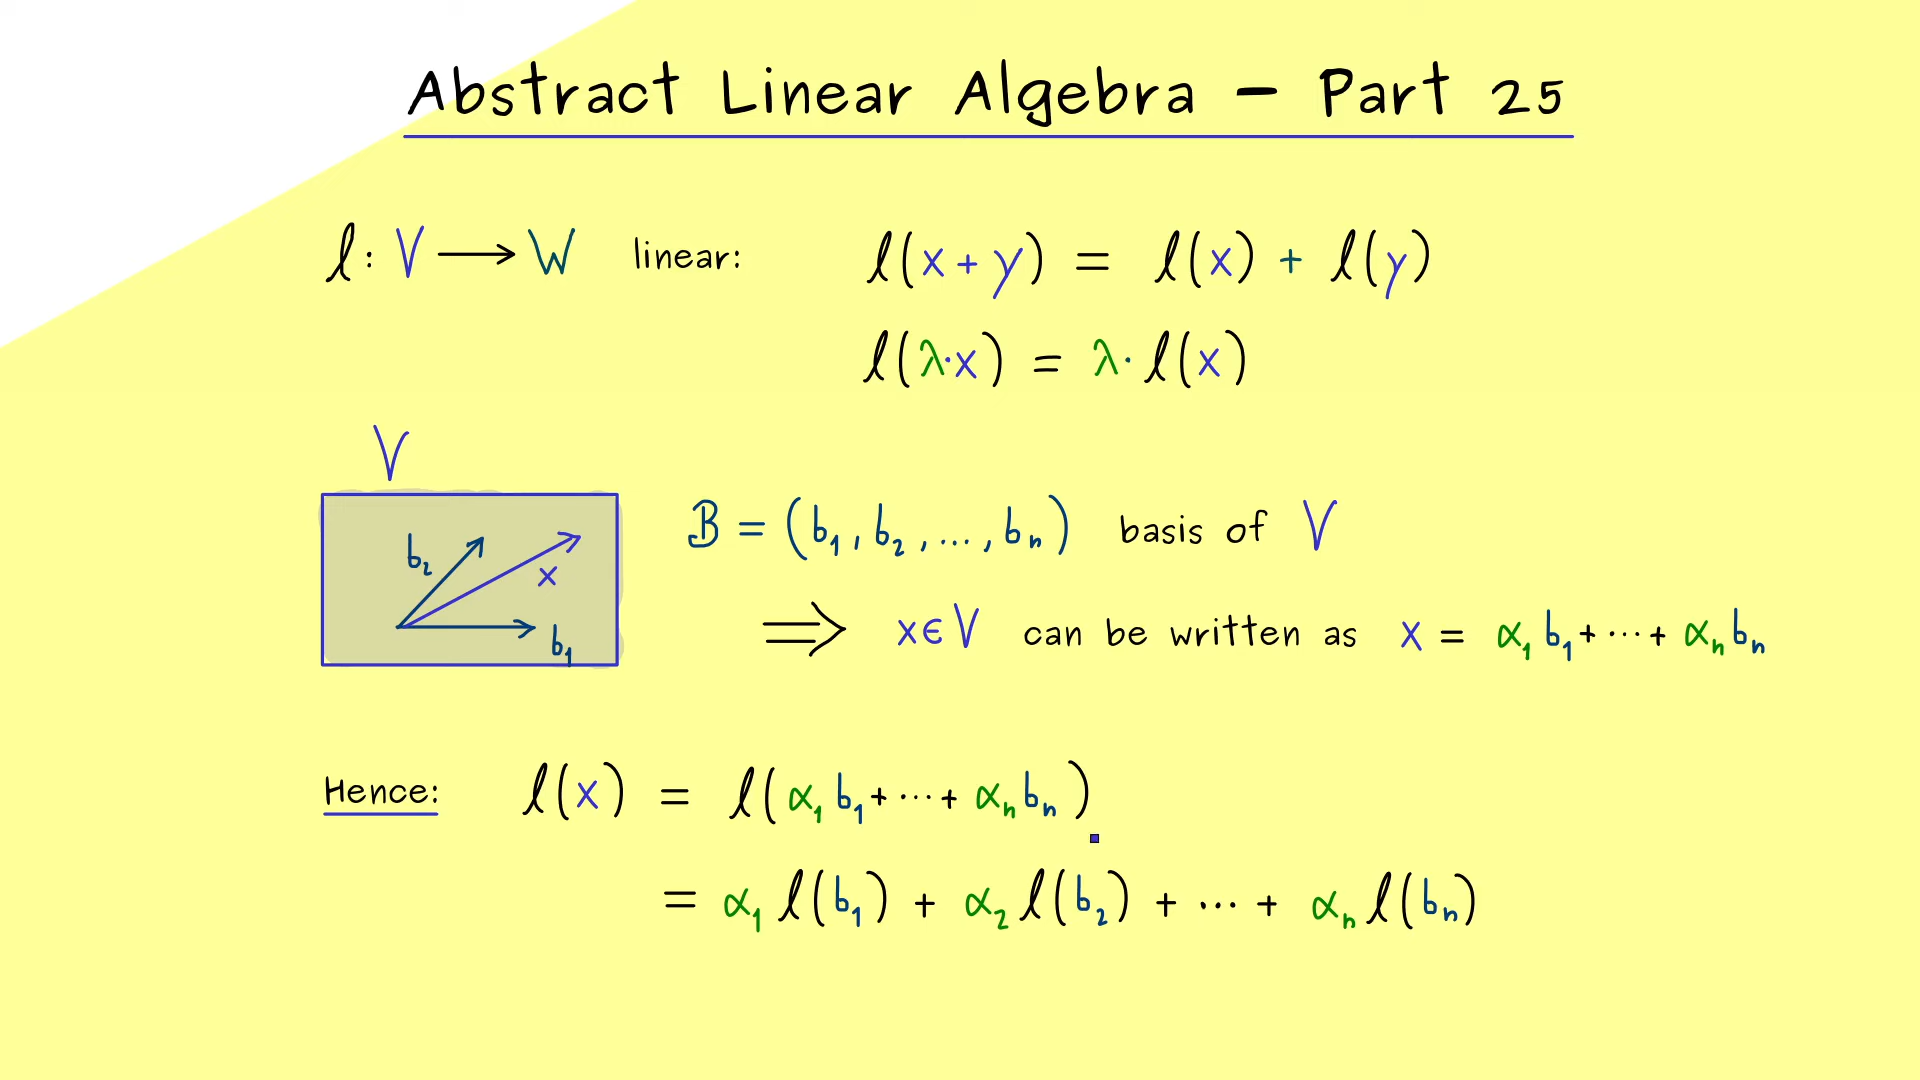 Abstract Linear Algebra – Part 25
ℓ: V ⟶ W linear: ℓ(x + y) = ℓ(x) + ℓ(y)
ℓ(λ·x) = λ·ℓ(x)
V
b₂
x
b₁
B = (b₁, b₂, ..., bₙ) basis of V
⟹ x∈V can be written as x = α₁b₁ + ⋯ + αₙbₙ
Hence: ℓ(x) = ℓ(α₁b₁ + ⋯ + αₙbₙ)
= α₁ℓ(b₁) + α₂ℓ(b₂) + ⋯ + αₙℓ(bₙ)